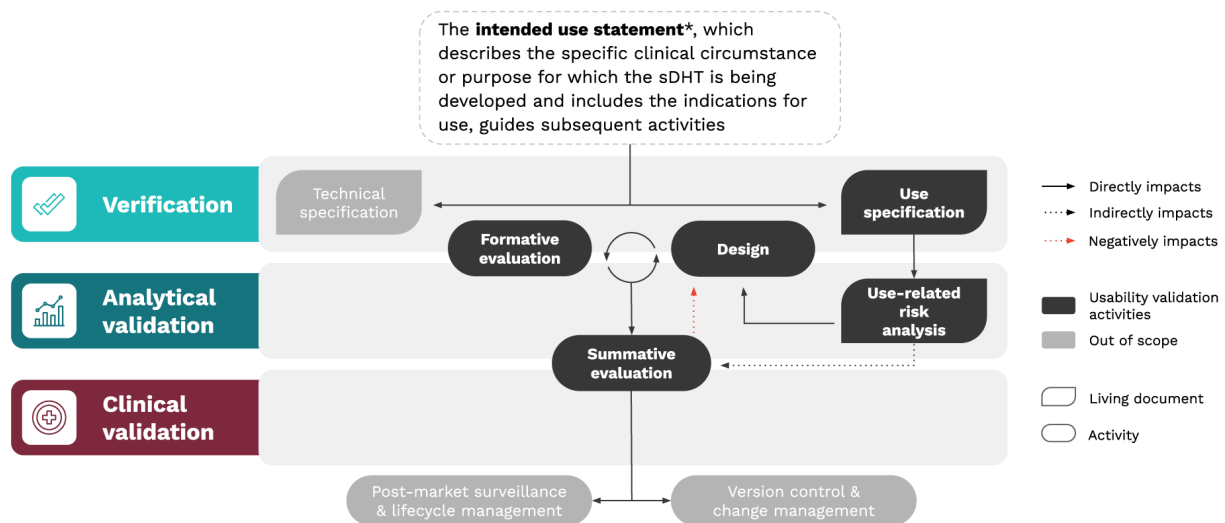 The intended use statement*, which
describes the specific clinical circumstance
or purpose for which the sDHT is being
developed and includes the indications for
use, guides subsequent activities
Verification
Technical
specification
Use
specification
Formative
evaluation
Design
Analytical
validation
Use-related
risk
analysis
Summative
evaluation
Clinical
validation
Post-market surveillance
& lifecycle management
Version control &
change management
Directly impacts
Indirectly impacts
Negatively impacts
Usability validation
activities
Out of scope
Living document
Activity